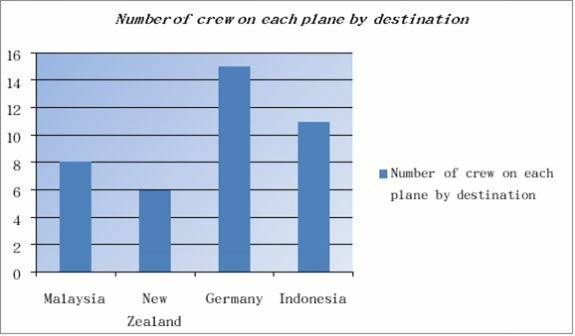 Number of crew on each plane by destination
16
14
12
10
8
6
4
2
0
Malaysia
New
Zealand
Germany
Indonesia
Number of crew on each
plane by destination